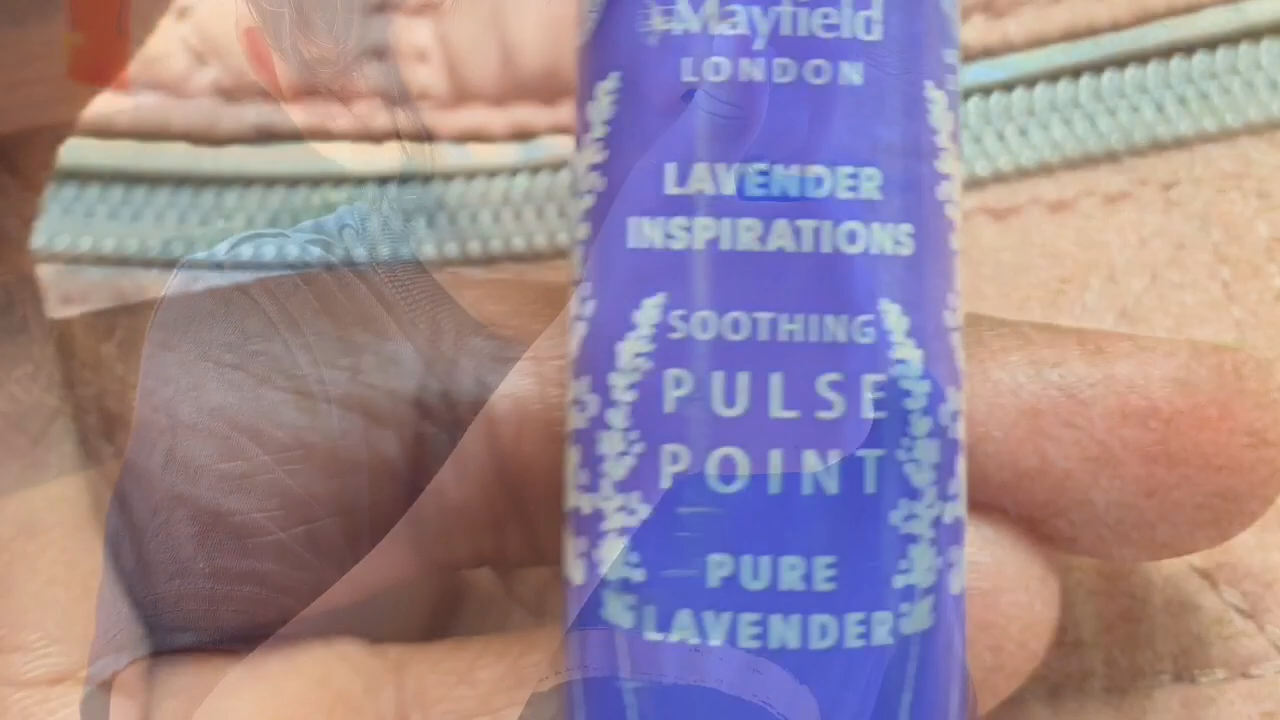 Mayfield
LONDON
LAVENDER
INSPIRATIONS
SOOTHING
PULSE
POINT
PURE
LAVENDER